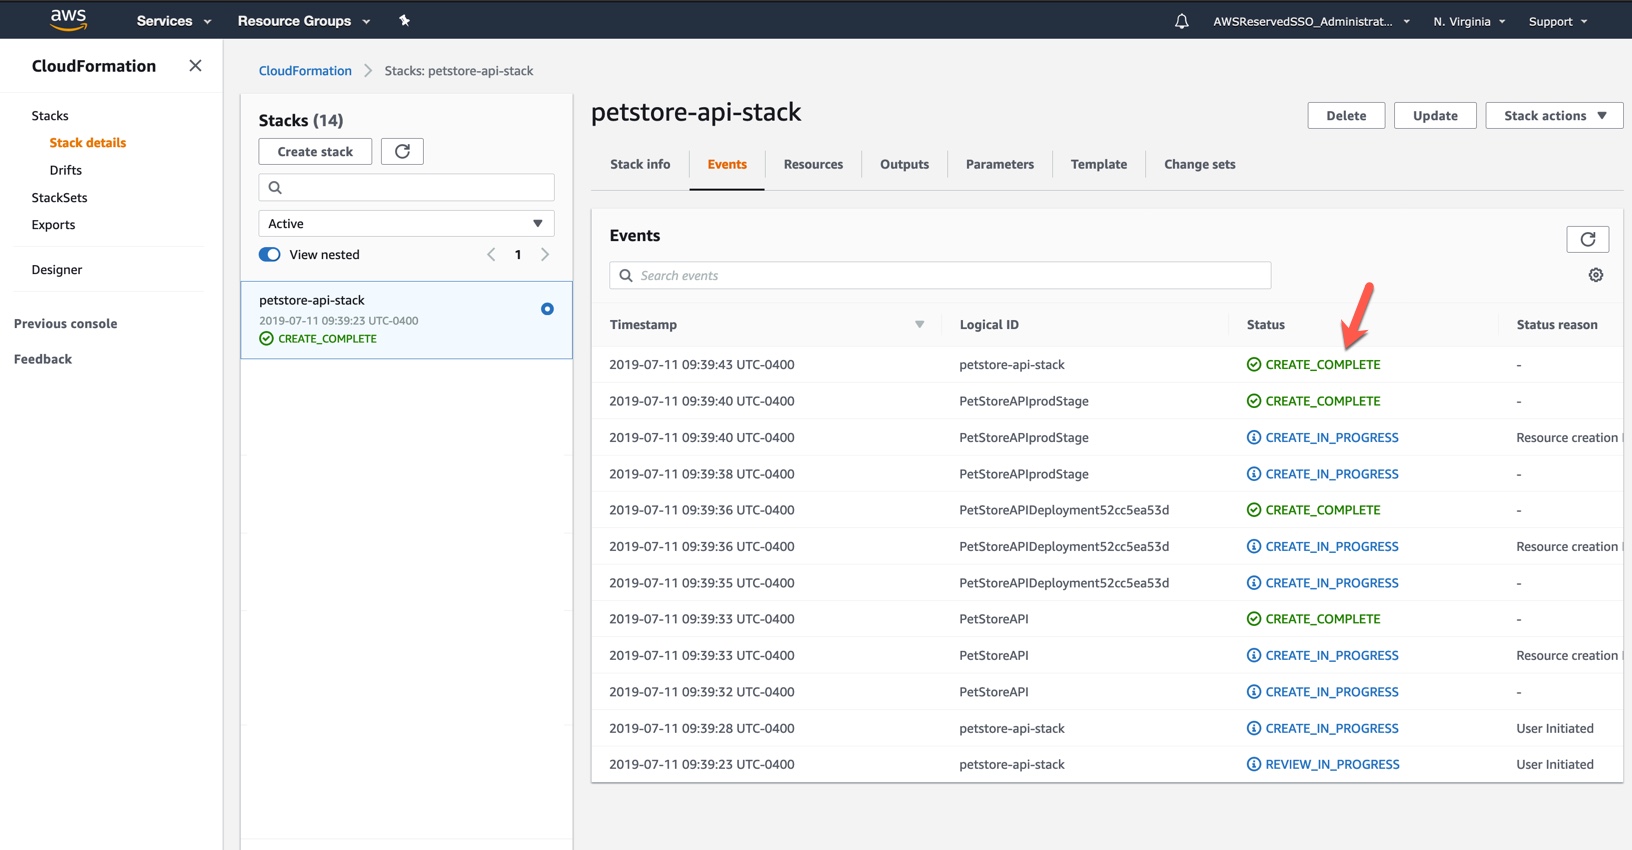 aws Services Resource Groups AWSReservedSSO_Administrat... N. Virginia Support
CloudFormation
Stacks
Stack details
Drifts
StackSets
Exports
Designer
Previous console
Feedback
CloudFormation Stacks: petstore-api-stack
Stacks (14)
Create stack
Active
View nested 1
petstore-api-stack
2019-07-11 09:39:23 UTC-0400
CREATE_COMPLETE
petstore-api-stack
Delete Update Stack actions
Stack info Events Resources Outputs Parameters Template Change sets
Events
Search events
Timestamp Logical ID Status Status reason
2019-07-11 09:39:43 UTC-0400 petstore-api-stack CREATE_COMPLETE -
2019-07-11 09:39:40 UTC-0400 PetStoreAPIprodStage CREATE_COMPLETE -
2019-07-11 09:39:40 UTC-0400 PetStoreAPIprodStage CREATE_IN_PROGRESS Resource creation
2019-07-11 09:39:38 UTC-0400 PetStoreAPIprodStage CREATE_IN_PROGRESS -
2019-07-11 09:39:36 UTC-0400 PetStoreAPIDeployment52cc5ea53d CREATE_COMPLETE -
2019-07-11 09:39:36 UTC-0400 PetStoreAPIDeployment52cc5ea53d CREATE_IN_PROGRESS Resource creation
2019-07-11 09:39:35 UTC-0400 PetStoreAPIDeployment52cc5ea53d CREATE_IN_PROGRESS -
2019-07-11 09:39:33 UTC-0400 PetStoreAPI CREATE_COMPLETE -
2019-07-11 09:39:33 UTC-0400 PetStoreAPI CREATE_IN_PROGRESS Resource creation
2019-07-11 09:39:32 UTC-0400 PetStoreAPI CREATE_IN_PROGRESS -
2019-07-11 09:39:28 UTC-0400 petstore-api-stack CREATE_IN_PROGRESS User Initiated
2019-07-11 09:39:23 UTC-0400 petstore-api-stack REVIEW_IN_PROGRESS User Initiated